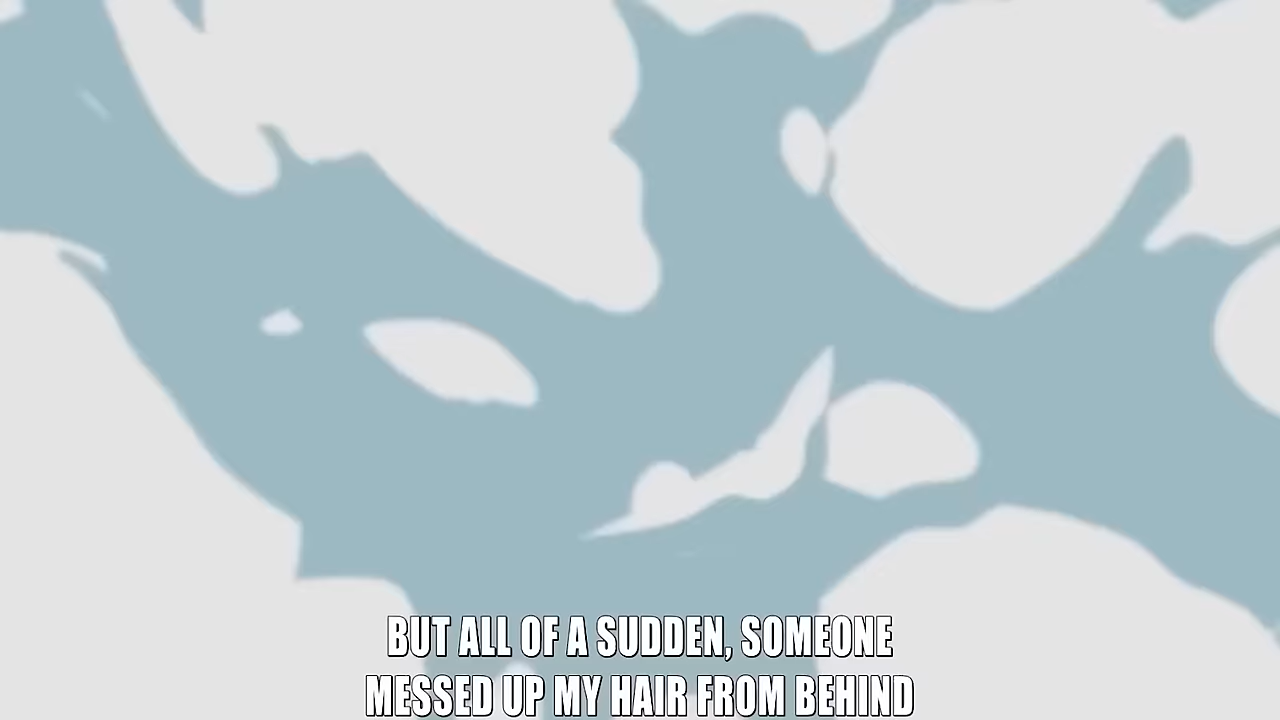 BUT ALL OF A SUDDEN, SOMEONE
MESSED UP MY HAIR FROM BEHIND